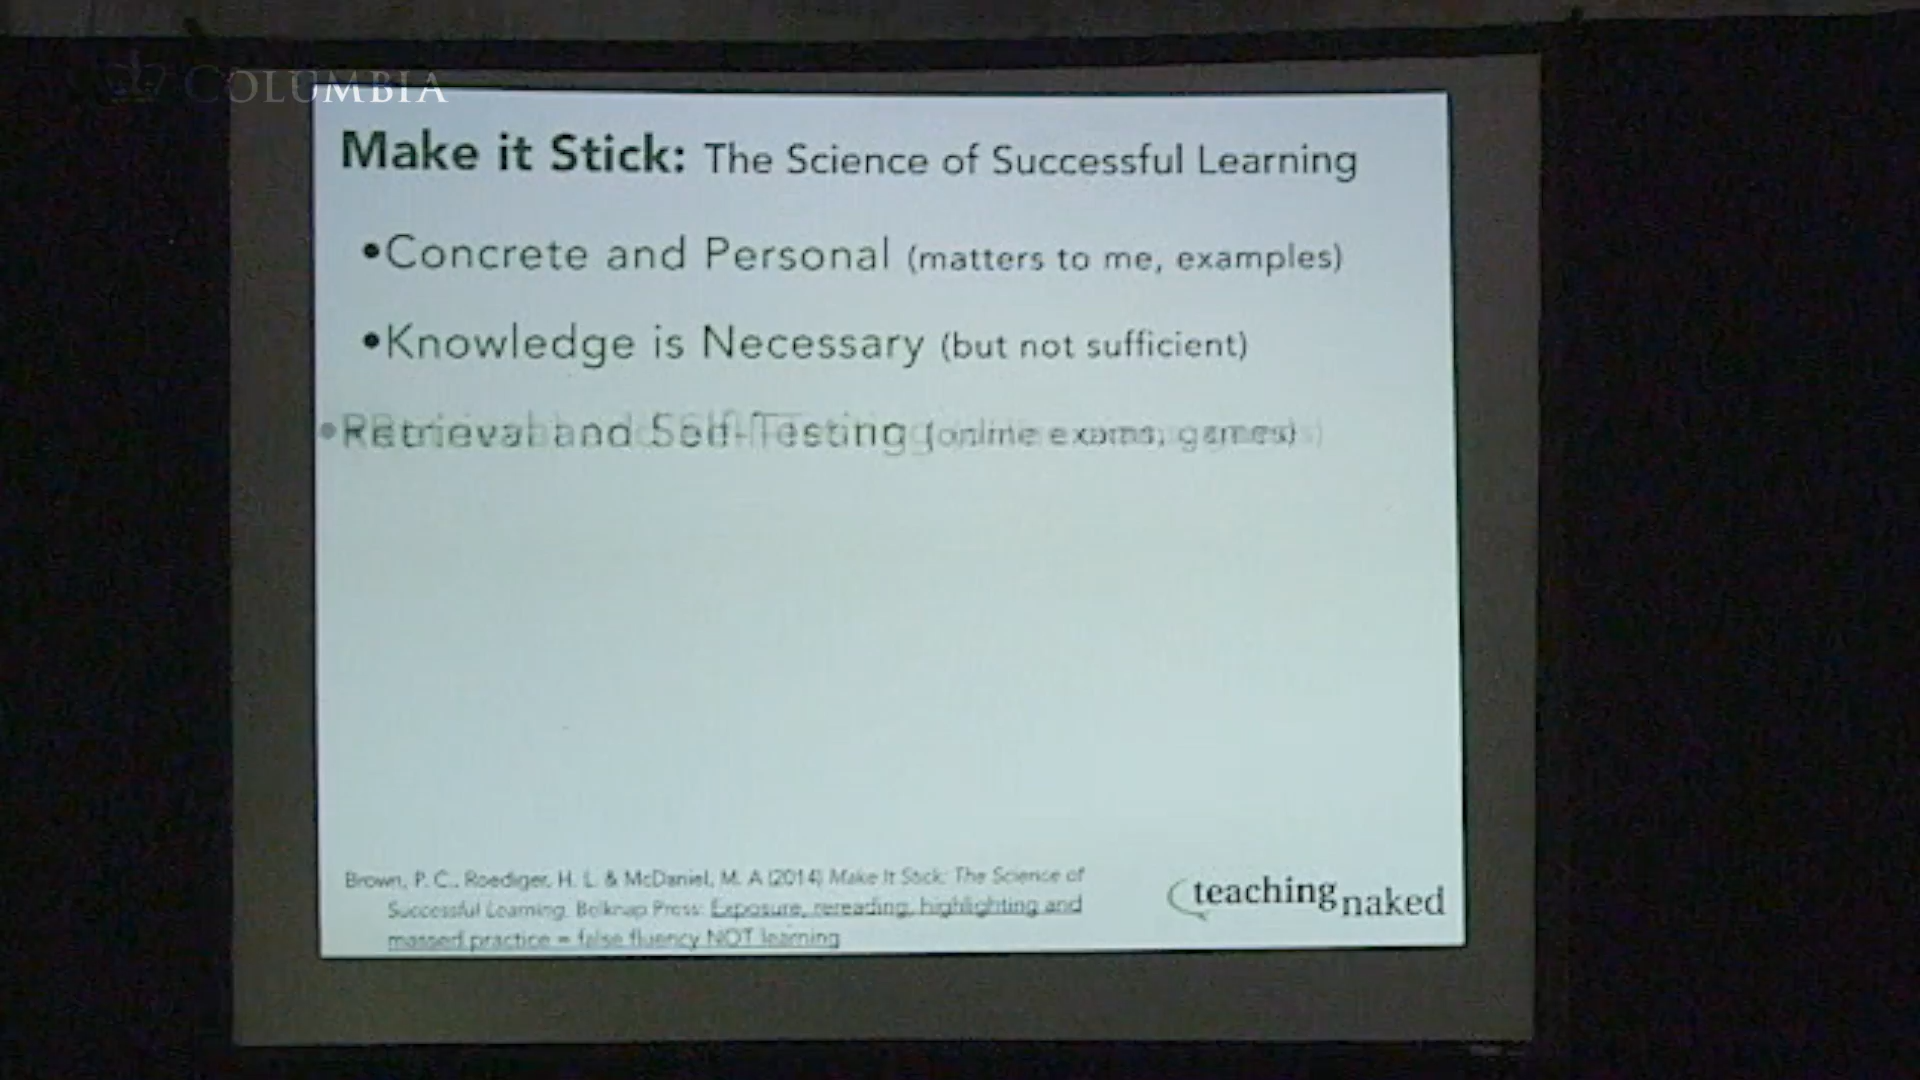 COLUMBIA
Make it Stick: The Science of Successful Learning
•Concrete and Personal (matters to me, examples)
•Knowledge is Necessary (but not sufficient)
•Retrieval and Self-Testing (online exams, games)
Brown, P. C., Roediger, H. L. & McDaniel, M. A (2014) Make It Stick: The Science of
Successful Learning. Belknap Press: Exposure, rereading, highlighting and
massed practice = false fluency NOT learning
teaching naked